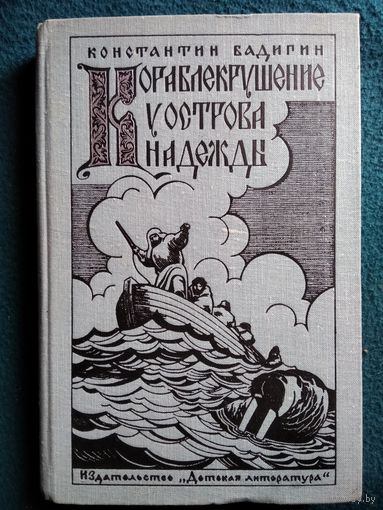 КОНСТАНТИН БАДИГИН
КОРАБЛЕКРУШЕНИЕ
У ОСТРОВА
НАДЕЖДЫ
Издательство „Детская литература“